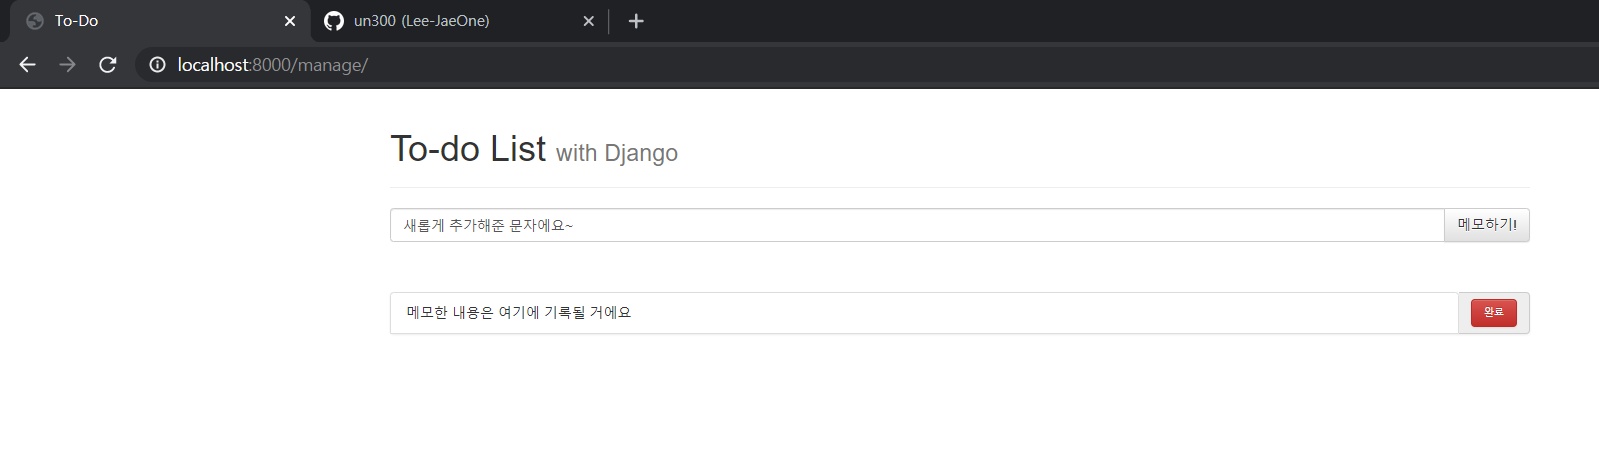 To-Do
un300 (Lee-JaeOne)
localhost:8000/manage/
To-do List with Django
새롭게 추가해준 문자에요~ 메모하기!
메모한 내용은 여기에 기록될 거에요 완료